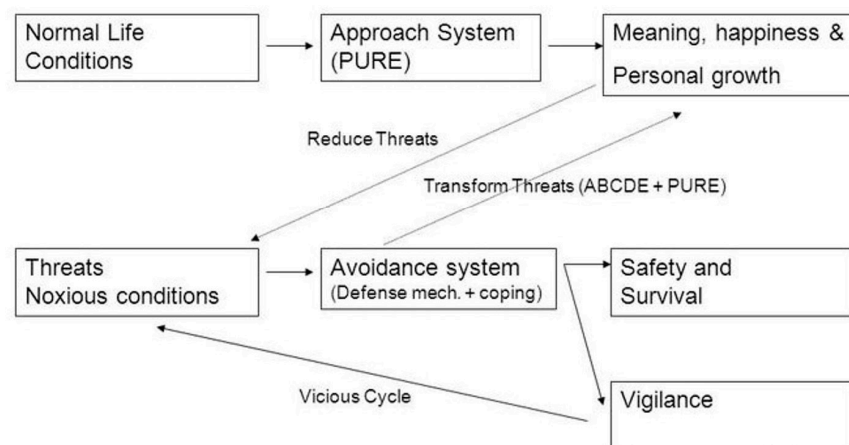 Normal Life
Conditions
Approach System
(PURE)
Meaning, happiness &
Personal growth
Reduce Threats
Transform Threats (ABCDE + PURE)
Threats
Noxious conditions
Avoidance system
(Defense mech. + coping)
Safety and
Survival
Vicious Cycle
Vigilance